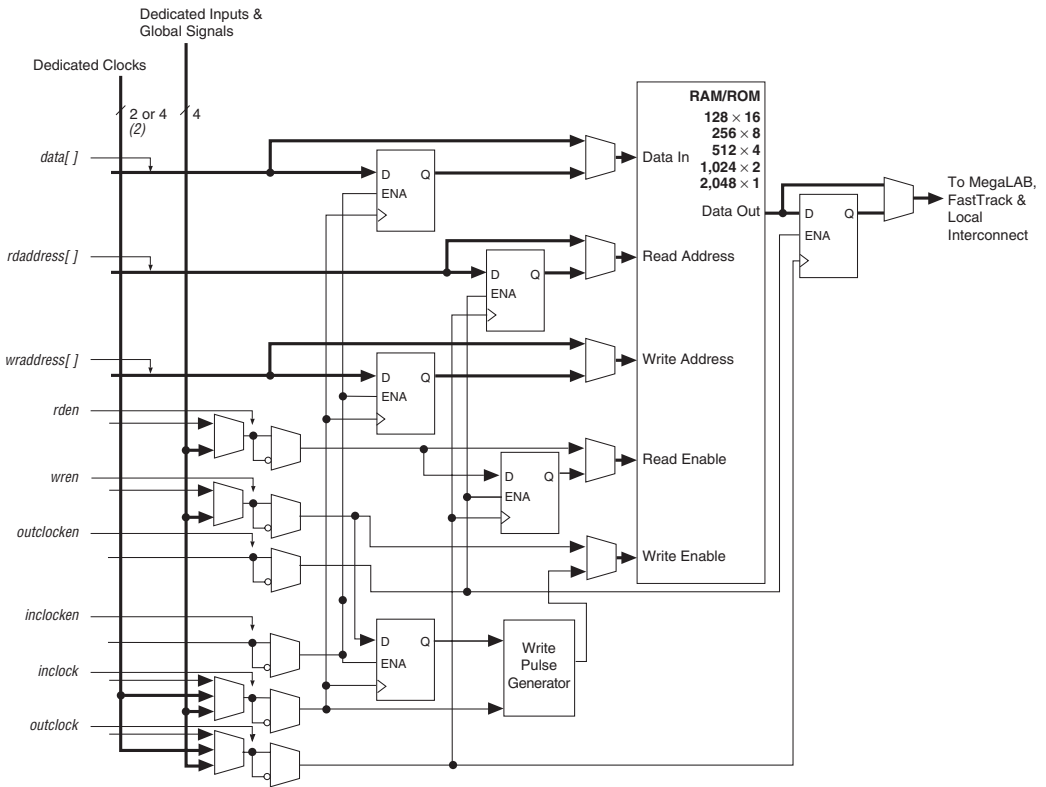 Dedicated Inputs &
Global Signals
Dedicated Clocks
2 or 4
(2)
4
RAM/ROM
128 × 16
256 × 8
512 × 4
1,024 × 2
2,048 × 1
data[ ]
D
Q
ENA
Data In
Data Out
D
Q
ENA
To MegaLAB,
FastTrack &
Local
Interconnect
rdaddress[ ]
D
Q
ENA
Read Address
wraddress[ ]
D
Q
ENA
Write Address
rden
D
Q
ENA
Read Enable
wren
outclocken
Write Enable
inclocken
D
Q
ENA
Write
Pulse
Generator
inclock
outclock